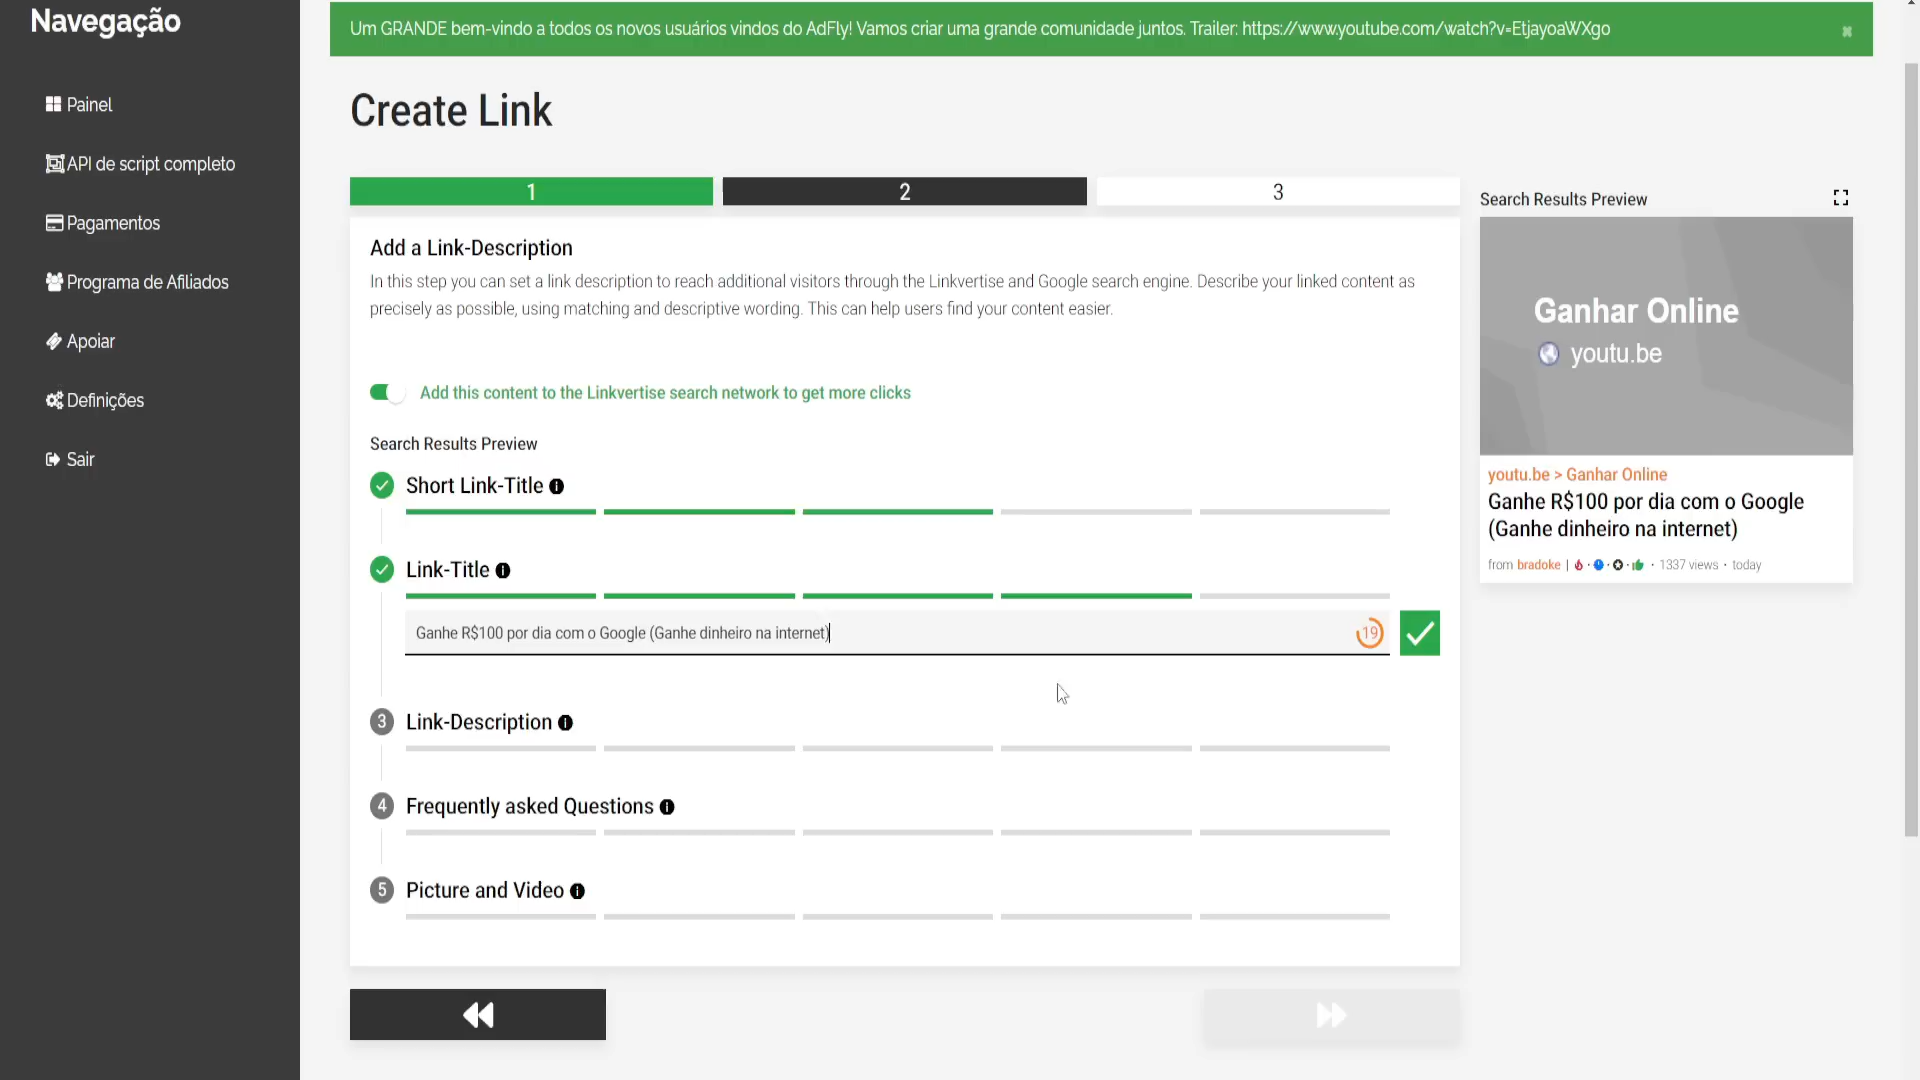 Navegação
Painel
API de script completo
Pagamentos
Programa de Afiliados
Apoiar
Definições
Sair
Um GRANDE bem-vindo a todos os novos usuários vindos do AdFly! Vamos criar uma grande comunidade juntos. Trailer: https://www.youtube.com/watch?v=EtjayoaWXgo
Create Link
1
2
3
Add a Link-Description
In this step you can set a link description to reach additional visitors through the Linkvertise and Google search engine. Describe your linked content as
precisely as possible, using matching and descriptive wording. This can help users find your content easier.
Add this content to the Linkvertise search network to get more clicks
Search Results Preview
Short Link-Title
Link-Title
Ganhe R$100 por dia com o Google (Ganhe dinheiro na internet)
19
3 Link-Description
4 Frequently asked Questions
5 Picture and Video
Search Results Preview
Ganhar Online
youtu.be
youtu.be > Ganhar Online
Ganhe R$100 por dia com o Google
(Ganhe dinheiro na internet)
from bradoke | · · · · 1337 views · today